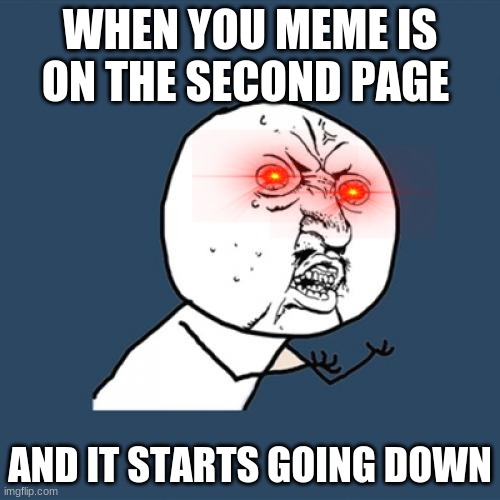 WHEN YOU MEME IS
ON THE SECOND PAGE
AND IT STARTS GOING DOWN
imgflip.com